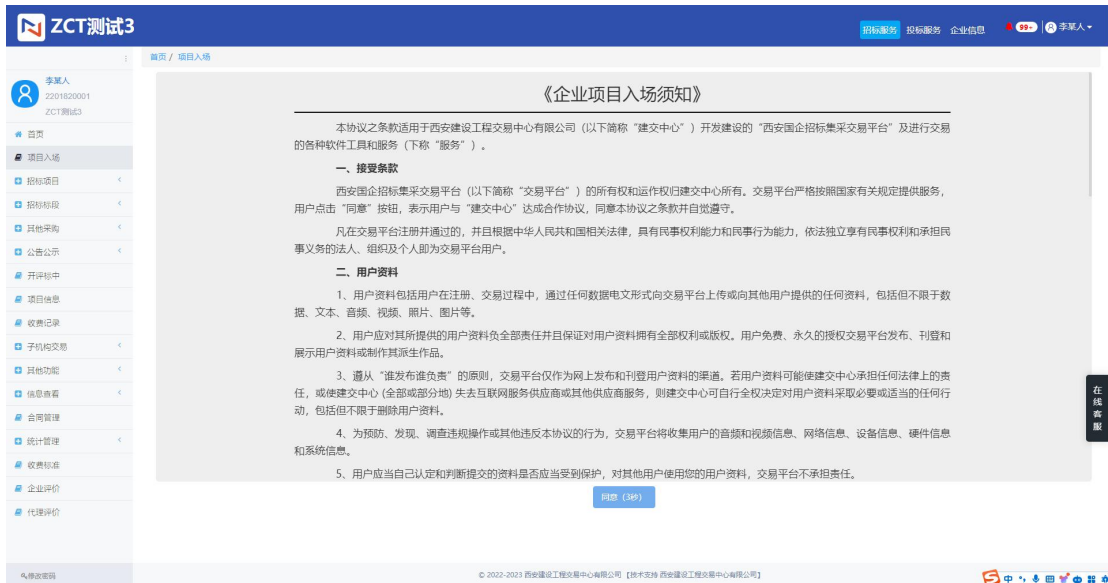 ZCT测试3
招标服务 投标服务 企业信息 99+ 李某人
首页 / 项目入场
李某人
2201820001
ZCT测试3
首页
项目入场
招标项目
招标标段
其他采购
公告公示
开评标中
项目信息
收费记录
子机构交易
其他功能
信息查看
合同管理
统计管理
收费标准
企业评价
代理评价
修改密码
《企业项目入场须知》
本协议之条款适用于西安建设工程交易中心有限公司（以下简称“建交中心”）开发建设的“西安国企招标集采交易平台”及进行交易
的各种软件工具和服务（下称“服务”）。
一、接受条款
西安国企招标集采交易平台（以下简称“交易平台”）的所有权和运作权归建交中心所有。交易平台严格按照国家有关规定提供服务，
用户点击“同意”按钮，表示用户与“建交中心”达成合作协议，同意本协议之条款并自觉遵守。
凡在交易平台注册并通过的，并且根据中华人民共和国相关法律，具有民事权利能力和民事行为能力，依法独立享有民事权利和承担民
事义务的法人、组织及个人即为交易平台用户。
二、用户资料
1、用户资料包括用户在注册、交易过程中，通过任何数据电文形式向交易平台上传或向其他用户提供的任何资料，包括但不限于数
据、文本、音频、视频、照片、图片等。
2、用户应对其所提供的用户资料负全部责任并且保证对用户资料拥有全部权利或版权。用户免费、永久的授权交易平台发布、刊登和
展示用户资料或制作其派生作品。
3、遵从“谁发布谁负责”的原则，交易平台仅作为网上发布和刊登用户资料的渠道。若用户资料可能使建交中心承担任何法律上的责
任，或使建交中心 (全部或部分地) 失去互联网服务供应商或其他供应商服务，则建交中心可自行全权决定对用户资料采取必要或适当的任何行
动，包括但不限于删除用户资料。
4、为预防、发现、调查违规操作或其他违反本协议的行为，交易平台将收集用户的音频和视频信息、网络信息、设备信息、硬件信息
和系统信息。
5、用户应当自己认定和判断提交的资料是否应当受到保护，对其他用户使用您的用户资料，交易平台不承担责任。
同意（3秒）
在线客服
© 2022-2023 西安建设工程交易中心有限公司 【技术支持 西安建设工程交易中心有限公司】
中